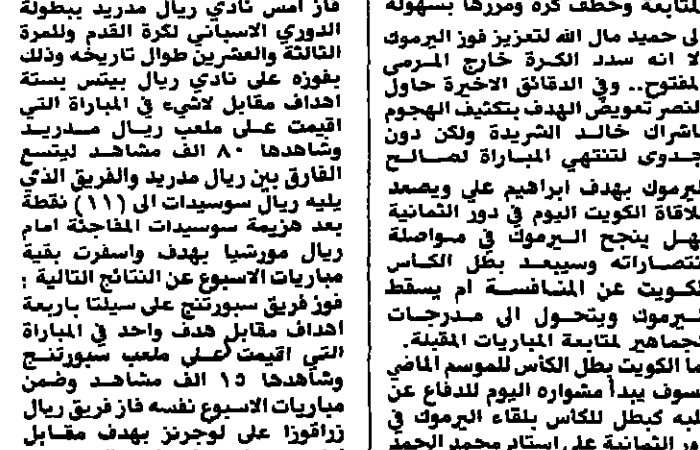 للمتابعة وخطف كرة ومررها بسهولة
الى حميد مال الله لتعزيز فوز اليرموك
الا انه سدد الكرة خارج المرمى
المفتوح.. وفي الدقائق الاخيرة حاول
النصر تعويض الهدف بتكثيف الهجوم
باشراك خالد الشريدة ولكن دون
جدوى لتنتهي المباراة لصالح
اليرموك بهدف ابراهيم علي ويصعد
لملاقاة الكويت اليوم في دور الثمانية
فهل ينجح اليرموك في مواصلة
انتصاراته وسيبعد بطل الكأس
الكويت عن المنافسة ام يسقط
اليرموك ويتحول الى مدرجات
الجماهير لمتابعة المباريات المقبلة.
اما الكويت بطل الكأس للموسم الماضي
فسوف يبدأ مشواره اليوم للدفاع عن
كبطل للكأس بلقاء اليرموك في
دور الثمانية على استاد محمد الحمد
فاز امس نادي ريال مدريد ببطولة
الدوري الاسباني لكرة القدم وللمرة
الثالثة والعشرين طوال تاريخه وذلك
بفوزه على نادي ريال بيتس بستة
اهداف مقابل لاشيء في المباراة التي
اقيمت على ملعب ريال مدريد
وشاهدها ٨٠ الف مشاهد ليتسع
الفارق بين ريال مدريد والفريق الذي
يليه ريال سوسيدات الى (١١) نقطة
بعد هزيمة سوسيدات المفاجئة امام
ريال مورشيا بهدف واسفرت بقية
مباريات الاسبوع عن النتائج التالية :
فوز فريق سبورتنج على سيلتا باربعة
اهداف مقابل هدف واحد في المباراة
التي اقيمت على ملعب سبورتنج
وشاهدها ١٥ الف مشاهد وضمن
مباريات الاسبوع نفسه فاز فريق ريال
زراقوزا على لوجرنز بهدف مقابل